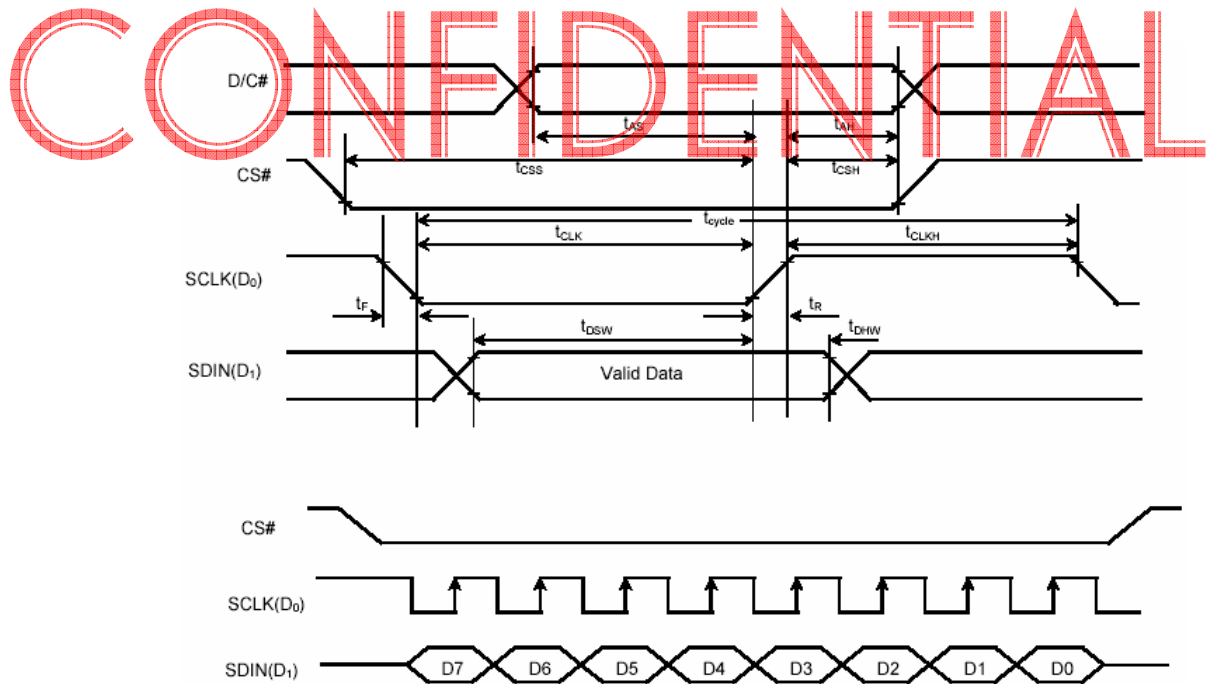 CONFIDENTIAL
D/C#
tAS
tAH
tCSS
tCSH
CS#
tcycle
tCLK
tCLKH
SCLK(D0)
tF
tR
tDSW
tDHW
SDIN(D1)
Valid Data
CS#
SCLK(D0)
SDIN(D1)
D7 D6 D5 D4 D3 D2 D1 D0